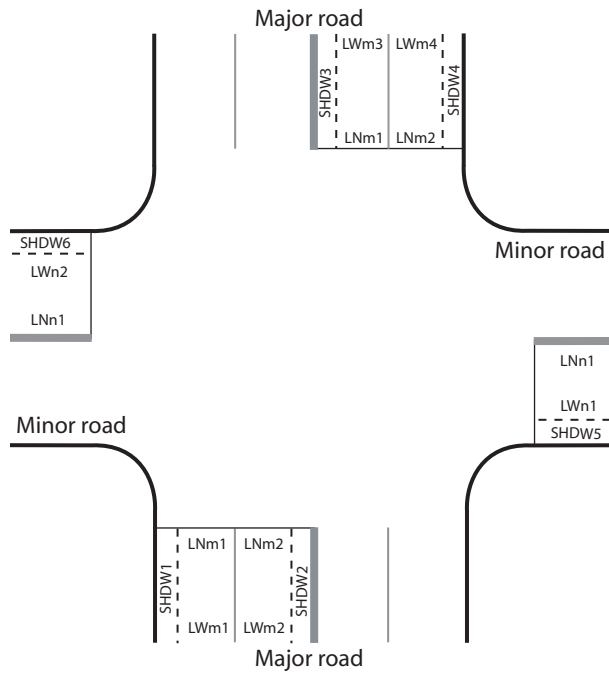 Major road
LWm3 LWm4
SHDW3
SHDW4
LNm1 LNm2
SHDW6
LWn2
Minor road
LNn1
LNn1
LWn1
Minor road
SHDW5
LNm1 LNm2
SHDW1
SHDW2
LWm1 LWm2
Major road